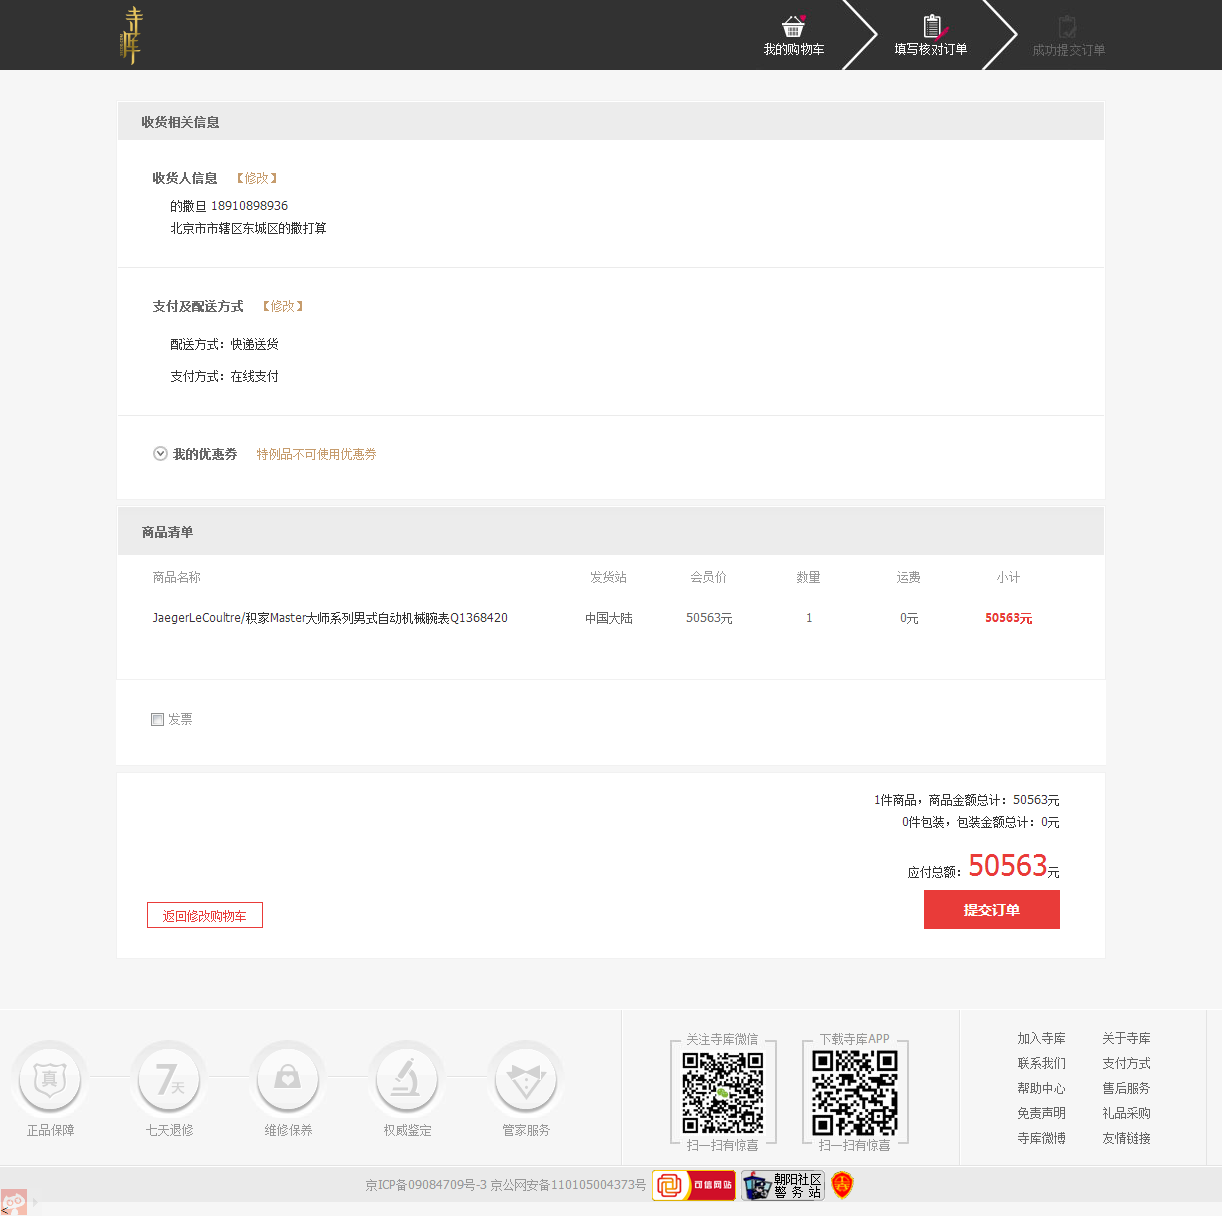 寺库
我的购物车
填写核对订单
成功提交订单
收货相关信息
收货人信息 【修改】
的撒旦 18910898936
北京市市辖区东城区的撒打算
支付及配送方式 【修改】
配送方式：快递送货
支付方式：在线支付
我的优惠券 特例品不可使用优惠券
商品清单
商品名称 发货站 会员价 数量 运费 小计
JaegerLeCoultre/积家Master大师系列男式自动机械腕表Q1368420 中国大陆 50563元 1 0元 50563元
发票
1件商品，商品金额总计：50563元
0件包装，包装金额总计：0元
应付总额：50563元
返回修改购物车 提交订单
真
正品保障
7天
七天退修
维修保养
权威鉴定
管家服务
关注寺库微信
扫一扫有惊喜
下载寺库APP
扫一扫有惊喜
加入寺库 关于寺库
联系我们 支付方式
帮助中心 售后服务
免责声明 礼品采购
寺库微博 友情链接
京ICP备09084709号-3 京公网安备110105004373号
可信网站
朝阳社区
警务站
<